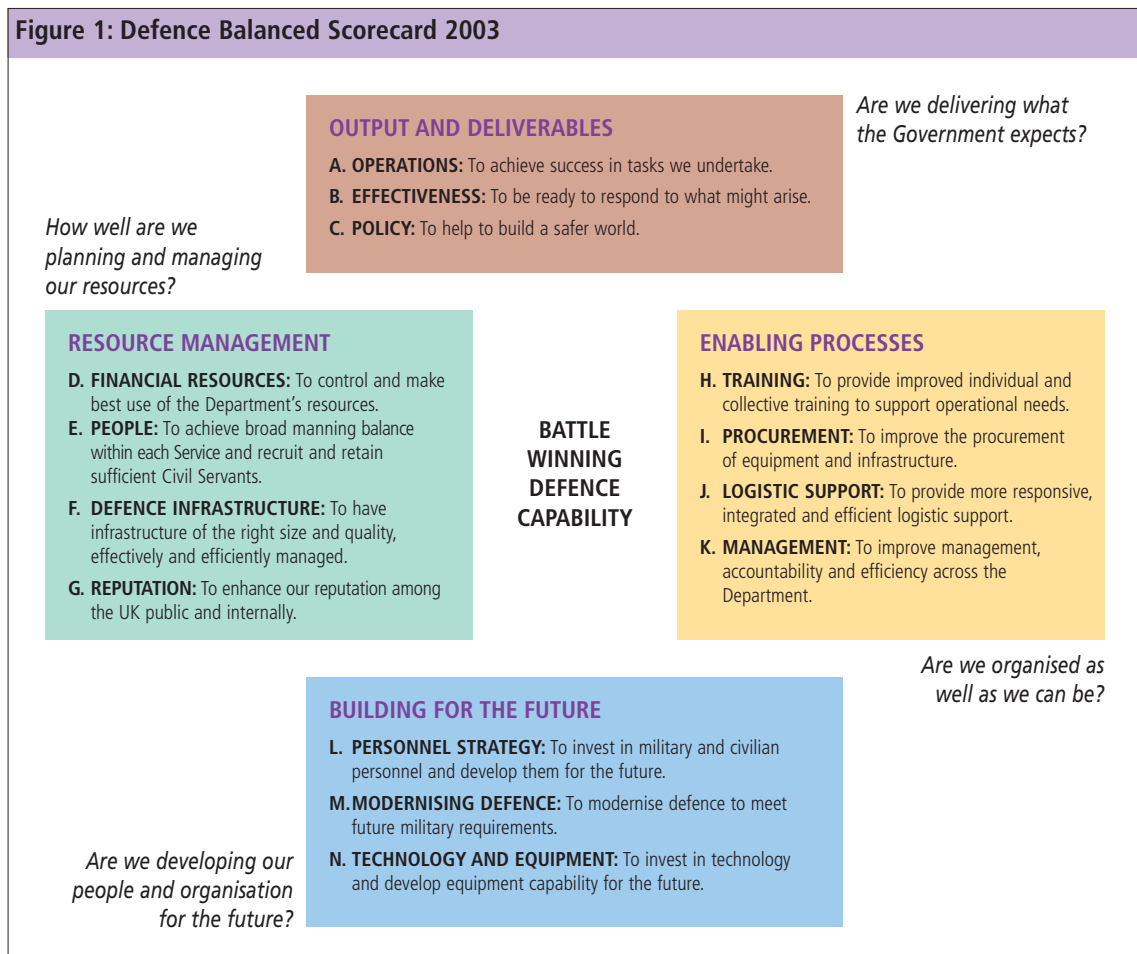 Figure 1: Defence Balanced Scorecard 2003
Are we delivering what
the Government expects?
OUTPUT AND DELIVERABLES
A. OPERATIONS: To achieve success in tasks we undertake.
B. EFFECTIVENESS: To be ready to respond to what might arise.
C. POLICY: To help to build a safer world.
How well are we
planning and managing
our resources?
RESOURCE MANAGEMENT
D. FINANCIAL RESOURCES: To control and make
best use of the Department's resources.
E. PEOPLE: To achieve broad manning balance
within each Service and recruit and retain
sufficient Civil Servants.
F. DEFENCE INFRASTRUCTURE: To have
infrastructure of the right size and quality,
effectively and efficiently managed.
G. REPUTATION: To enhance our reputation among
the UK public and internally.
BATTLE
WINNING
DEFENCE
CAPABILITY
ENABLING PROCESSES
H. TRAINING: To provide improved individual and
collective training to support operational needs.
I. PROCUREMENT: To improve the procurement
of equipment and infrastructure.
J. LOGISTIC SUPPORT: To provide more responsive,
integrated and efficient logistic support.
K. MANAGEMENT: To improve management,
accountability and efficiency across the
Department.
Are we organised as
well as we can be?
BUILDING FOR THE FUTURE
L. PERSONNEL STRATEGY: To invest in military and civilian
personnel and develop them for the future.
M.MODERNISING DEFENCE: To modernise defence to meet
future military requirements.
N. TECHNOLOGY AND EQUIPMENT: To invest in technology
and develop equipment capability for the future.
Are we developing our
people and organisation
for the future?